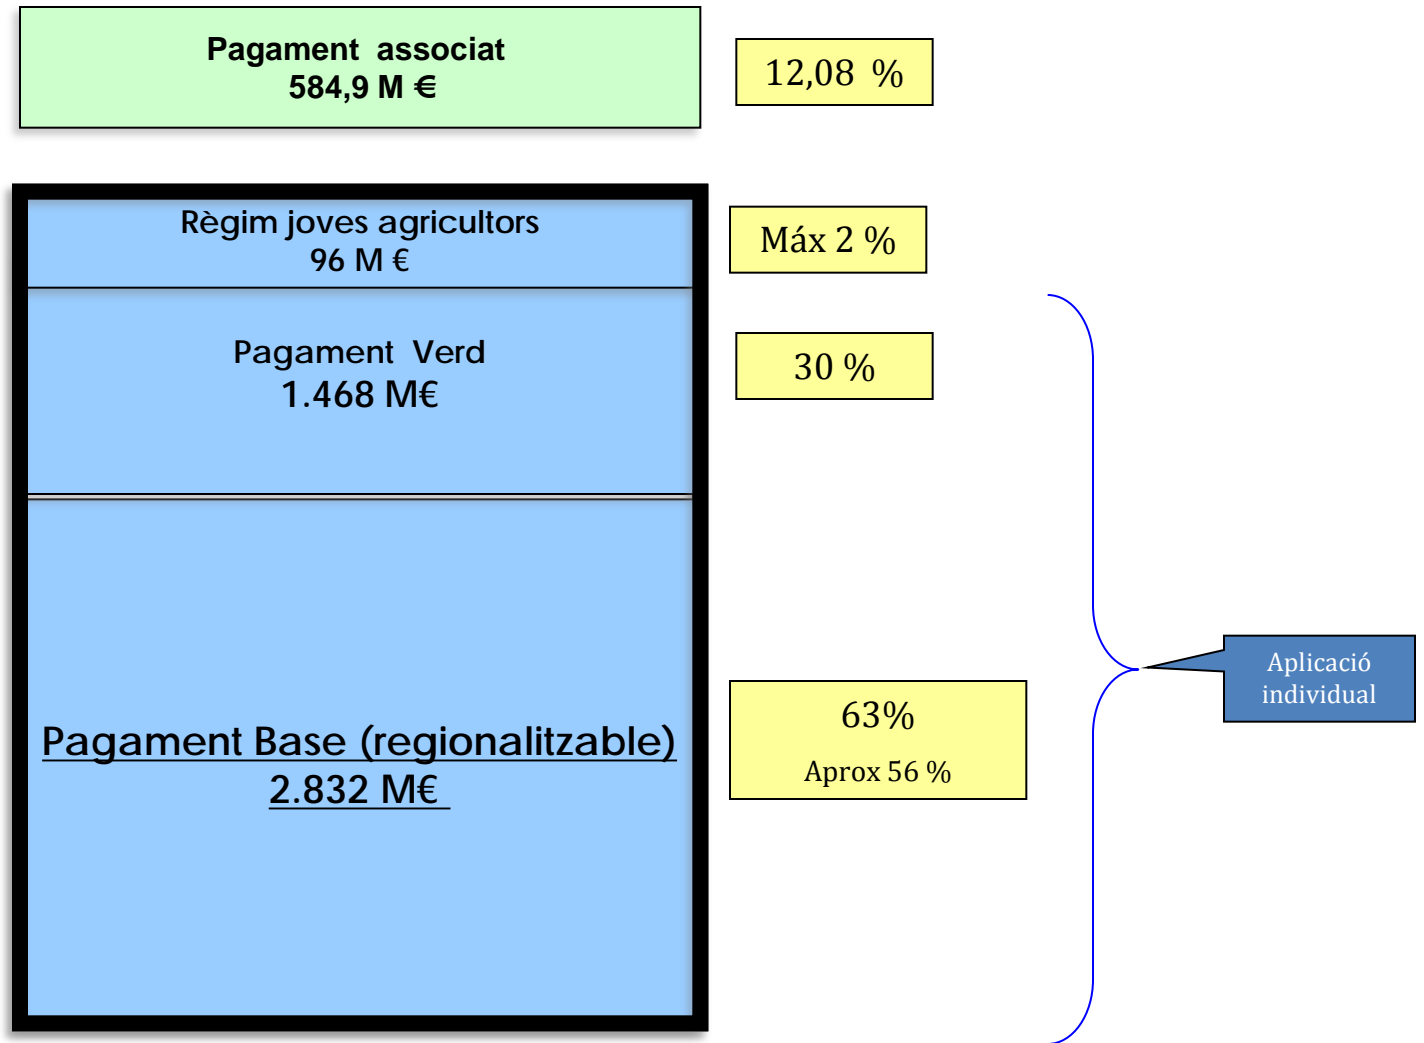 Pagament associat
584,9 M €
12,08 %
Règim joves agricultors
96 M €
Máx 2 %
Pagament Verd
1.468 M€
30 %
Pagament Base (regionalitzable)
2.832 M€
63%
Aprox 56 %
Aplicació
individual